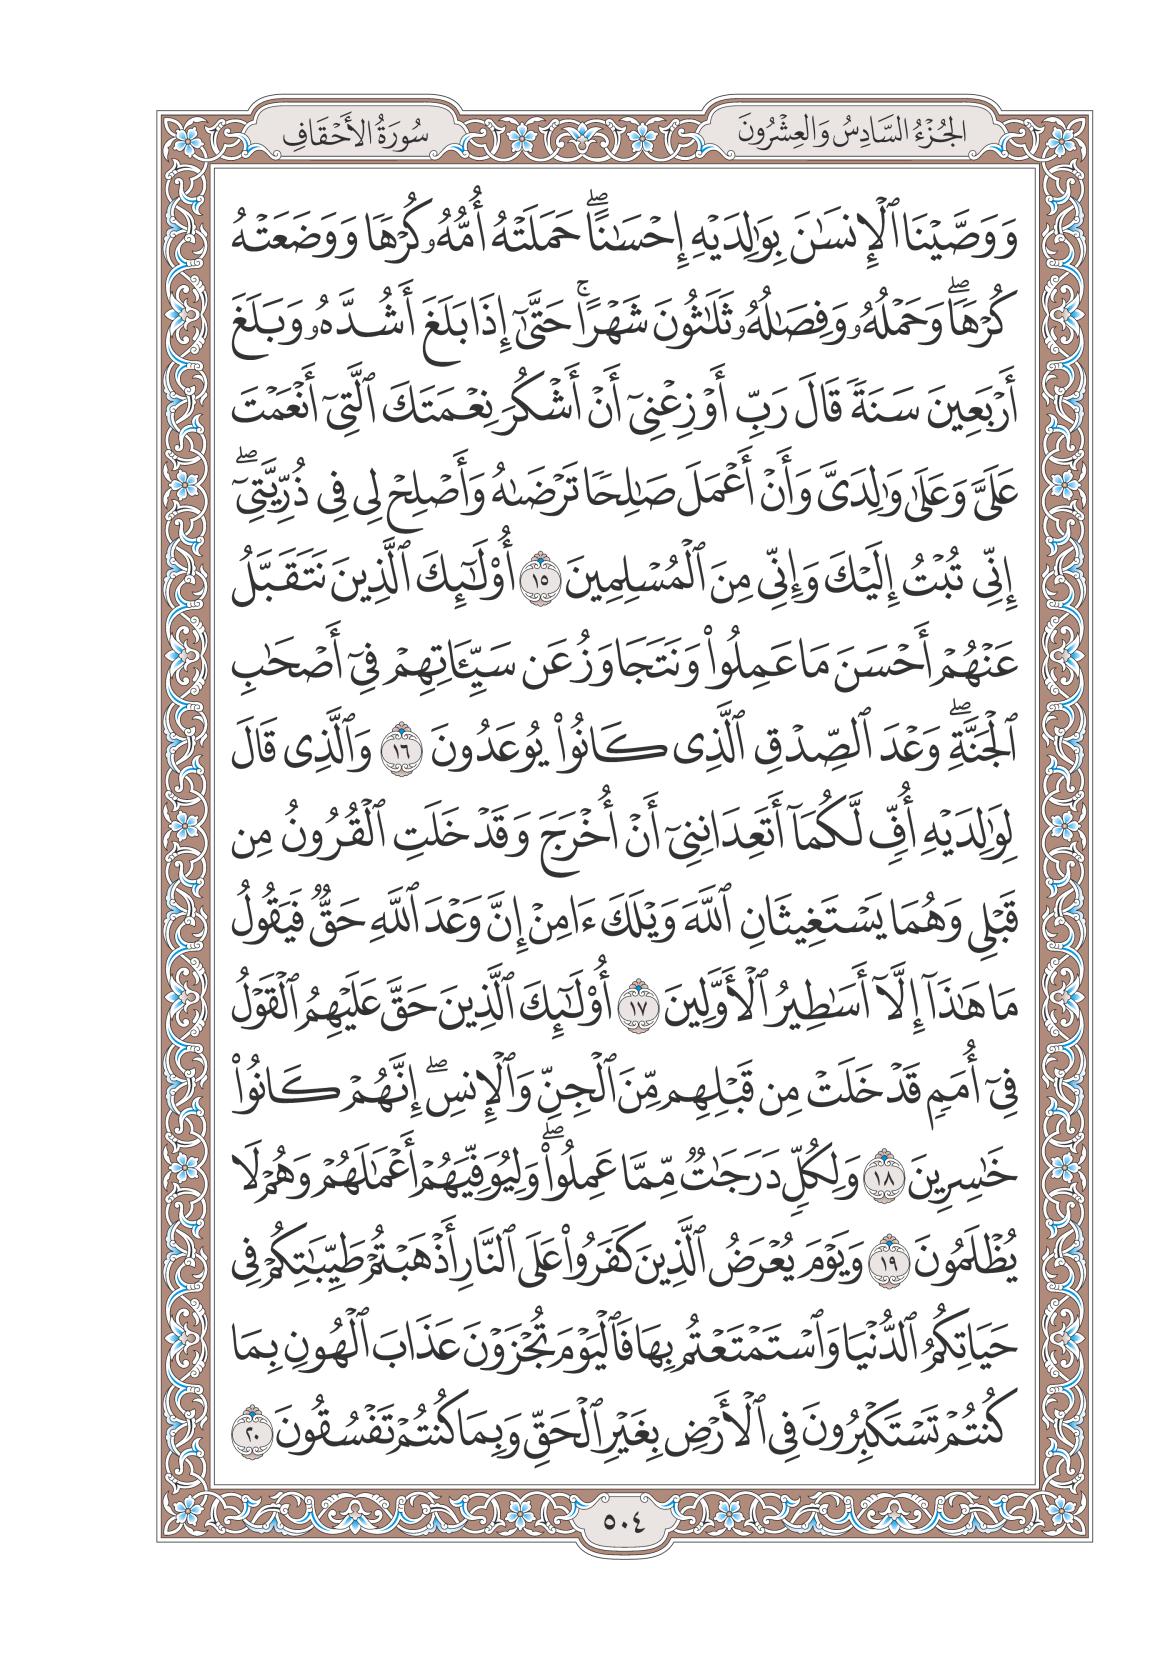 الجُزْءُ السَّادِسُ وَالعِشْرُونَ
سُورَةُ الأَحْقَافِ
وَوَصَّيْنَا ٱلْإِنسَٰنَ بِوَٰلِدَيْهِ إِحْسَٰنًاۖ حَمَلَتْهُ أُمُّهُۥ كُرْهًا وَوَضَعَتْهُ
كُرْهًاۖ وَحَمْلُهُۥ وَفِصَٰلُهُۥ ثَلَٰثُونَ شَهْرًاۚ حَتَّىٰٓ إِذَا بَلَغَ أَشُدَّهُۥ وَبَلَغَ
أَرْبَعِينَ سَنَةً قَالَ رَبِّ أَوْزِعْنِىٓ أَنْ أَشْكُرَ نِعْمَتَكَ ٱلَّتِىٓ أَنْعَمْتَ
عَلَىَّ وَعَلَىٰ وَٰلِدَىَّ وَأَنْ أَعْمَلَ صَٰلِحًا تَرْضَىٰهُ وَأَصْلِحْ لِى فِى ذُرِّيَّتِىٓۖ
إِنِّى تُبْتُ إِلَيْكَ وَإِنِّى مِنَ ٱلْمُسْلِمِينَ ١٥ أُو۟لَٰٓئِكَ ٱلَّذِينَ نَتَقَبَّلُ
عَنْهُمْ أَحْسَنَ مَا عَمِلُوا۟ وَنَتَجَاوَزُ عَن سَيِّـَٔاتِهِمْ فِىٓ أَصْحَٰبِ
ٱلْجَنَّةِۖ وَعْدَ ٱلصِّدْقِ ٱلَّذِى كَانُوا۟ يُوعَدُونَ ١٦ وَٱلَّذِى قَالَ
لِوَٰلِدَيْهِ أُفٍّ لَّكُمَآ أَتَعِدَانِنِىٓ أَنْ أُخْرَجَ وَقَدْ خَلَتِ ٱلْقُرُونُ مِن
قَبْلِى وَهُمَا يَسْتَغِيثَانِ ٱللَّهَ وَيْلَكَ ءَامِنْ إِنَّ وَعْدَ ٱللَّهِ حَقٌّ فَيَقُولُ
مَا هَٰذَآ إِلَّآ أَسَٰطِيرُ ٱلْأَوَّلِينَ ١٧ أُو۟لَٰٓئِكَ ٱلَّذِينَ حَقَّ عَلَيْهِمُ ٱلْقَوْلُ
فِىٓ أُمَمٍ قَدْ خَلَتْ مِن قَبْلِهِم مِّنَ ٱلْجِنِّ وَٱلْإِنسِۖ إِنَّهُمْ كَانُوا۟
خَٰسِرِينَ ١٨ وَلِكُلٍّ دَرَجَٰتٌ مِّمَّا عَمِلُوا۟ۖ وَلِيُوَفِّيَهُمْ أَعْمَٰلَهُمْ وَهُمْ لَا
يُظْلَمُونَ ١٩ وَيَوْمَ يُعْرَضُ ٱلَّذِينَ كَفَرُوا۟ عَلَى ٱلنَّارِ أَذْهَبْتُمْ طَيِّبَٰتِكُمْ فِى
حَيَاتِكُمُ ٱلدُّنْيَا وَٱسْتَمْتَعْتُم بِهَا فَٱلْيَوْمَ تُجْزَوْنَ عَذَابَ ٱلْهُونِ بِمَا
كُنتُمْ تَسْتَكْبِرُونَ فِى ٱلْأَرْضِ بِغَيْرِ ٱلْحَقِّ وَبِمَا كُنتُمْ تَفْسُقُونَ ٢٠
٥٠٤